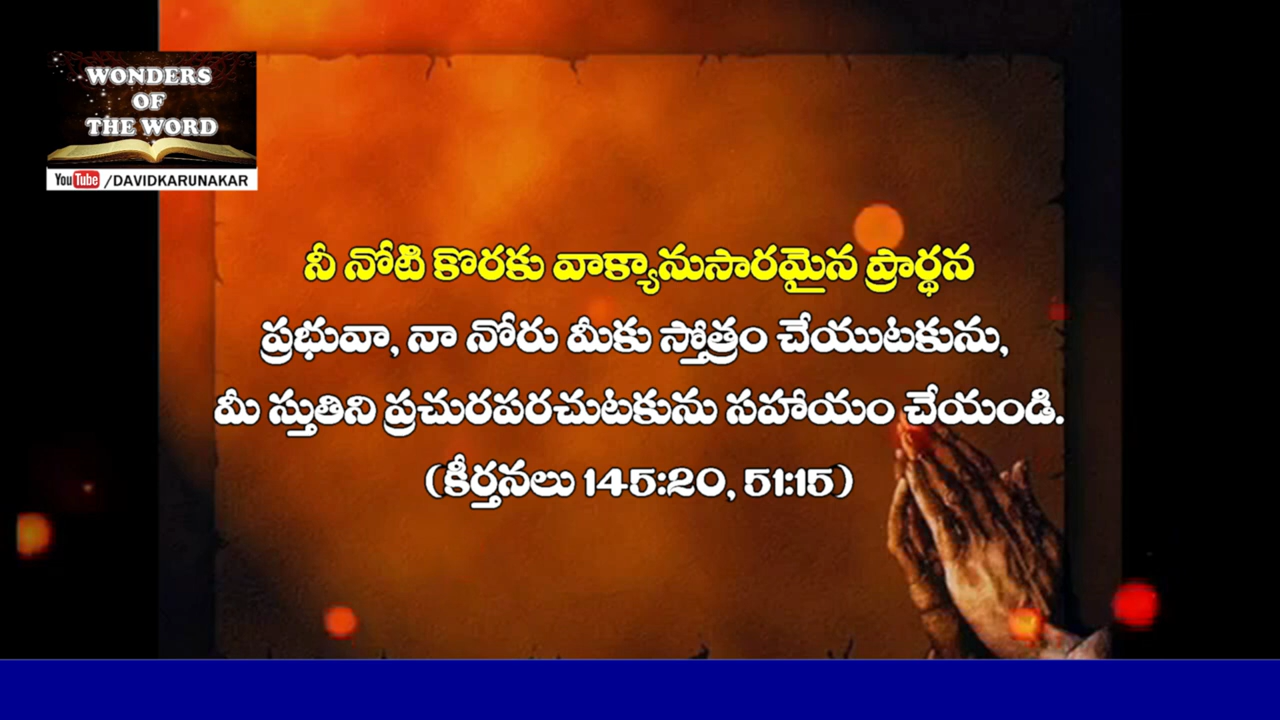 WONDERS
OF
THE WORD
YouTube /DAVIDKARUNAKAR
నీ నోటి కొరకు వాక్యానుసారమైన ప్రార్థన
ప్రభువా, నా నోరు మీకు స్తోత్రం చేయుటకును,
మీ స్తుతిని ప్రచురపరచుటకును సహాయం చేయండి.
(కీర్తనలు 145:20, 51:15)